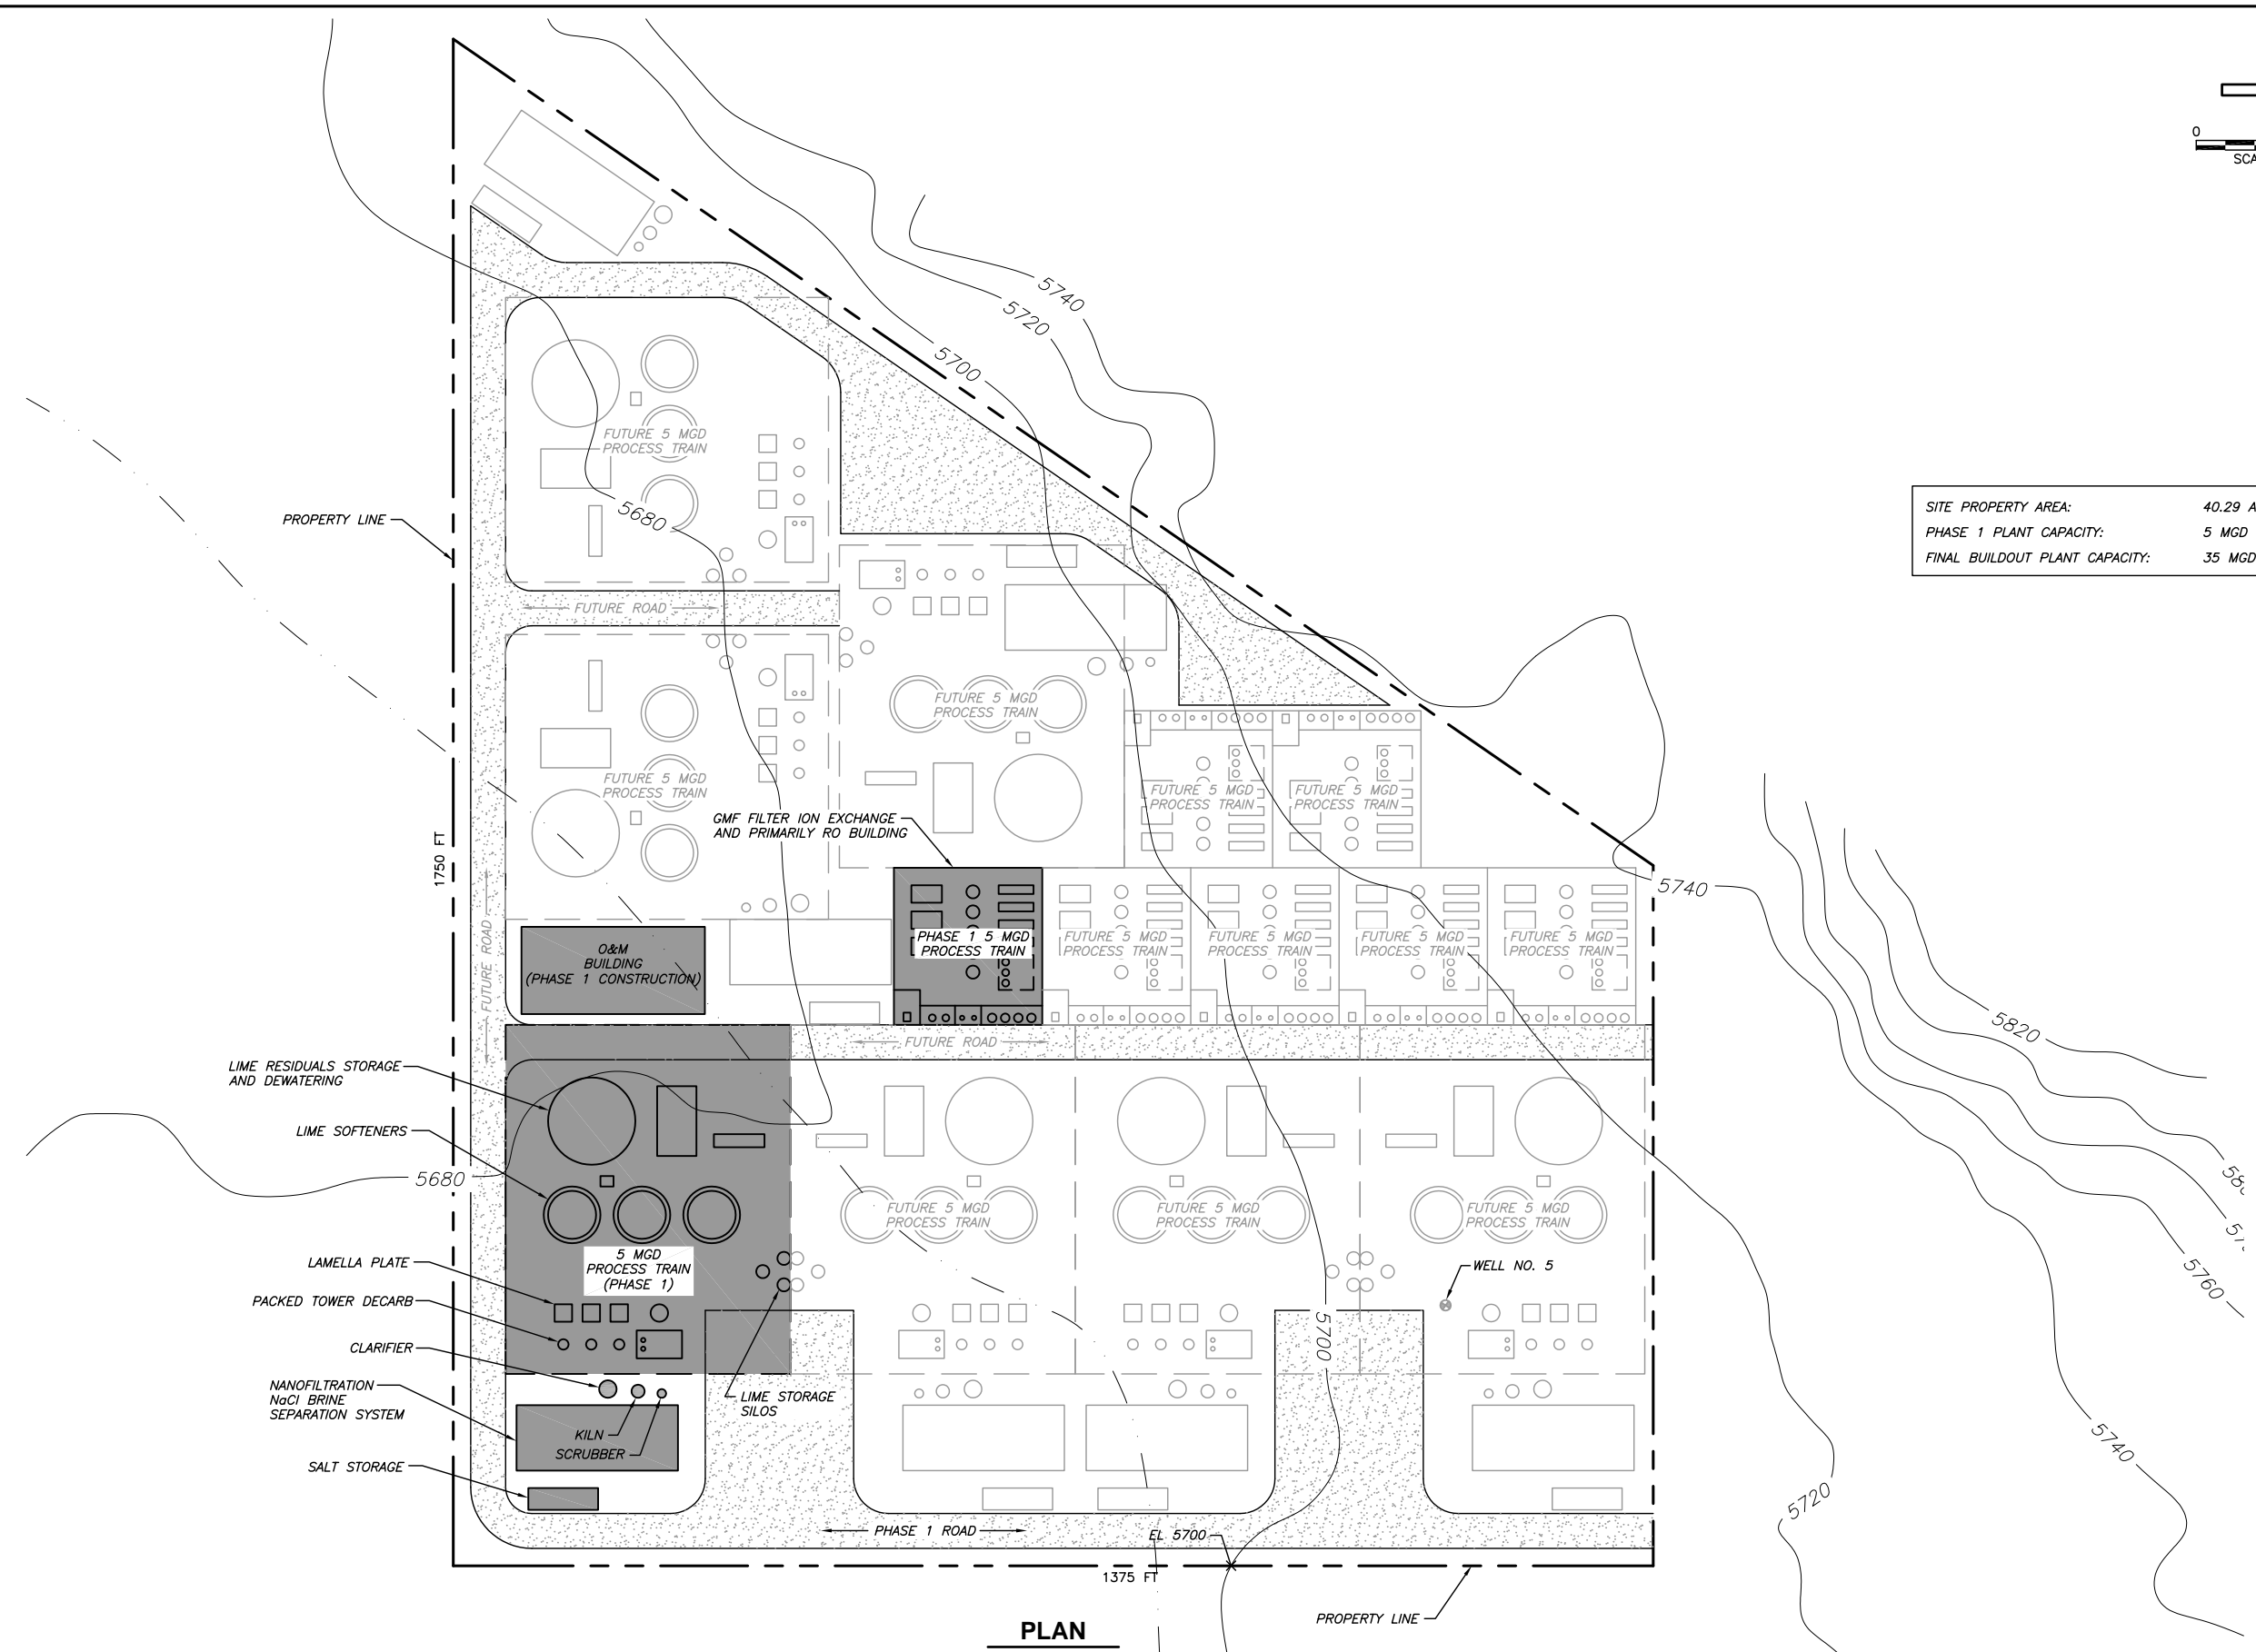 0
SCA
5740
5720
5700
SITE PROPERTY AREA: 40.29 A
PHASE 1 PLANT CAPACITY: 5 MGD
FINAL BUILDOUT PLANT CAPACITY: 35 MGD
FUTURE 5 MGD
PROCESS TRAIN
5680
PROPERTY LINE
FUTURE ROAD
FUTURE 5 MGD
PROCESS TRAIN
FUTURE 5 MGD
PROCESS TRAIN
FUTURE 5 MGD
PROCESS TRAIN
FUTURE 5 MGD
PROCESS TRAIN
GMF FILTER ION EXCHANGE
AND PRIMARILY RO BUILDING
1750 FT
5740
PHASE 1 5 MGD
PROCESS TRAIN
FUTURE 5 MGD
PROCESS TRAIN
FUTURE 5 MGD
PROCESS TRAIN
FUTURE 5 MGD
PROCESS TRAIN
FUTURE 5 MGD
PROCESS TRAIN
O&M
BUILDING
(PHASE 1 CONSTRUCTION)
FUTURE ROAD
FUTURE ROAD
5820
LIME RESIDUALS STORAGE
AND DEWATERING
LIME SOFTENERS
5680
FUTURE 5 MGD
PROCESS TRAIN
FUTURE 5 MGD
PROCESS TRAIN
FUTURE 5 MGD
PROCESS TRAIN
5 MGD
PROCESS TRAIN
(PHASE 1)
LAMELLA PLATE
WELL NO. 5
5760
PACKED TOWER DECARB
5700
CLARIFIER
NANOFILTRATION
NaCl BRINE
SEPARATION SYSTEM
LIME STORAGE
SILOS
KILN
SCRUBBER
SALT STORAGE
5740
5720
PHASE 1 ROAD
EL 5700
1375 FT
PROPERTY LINE
PLAN